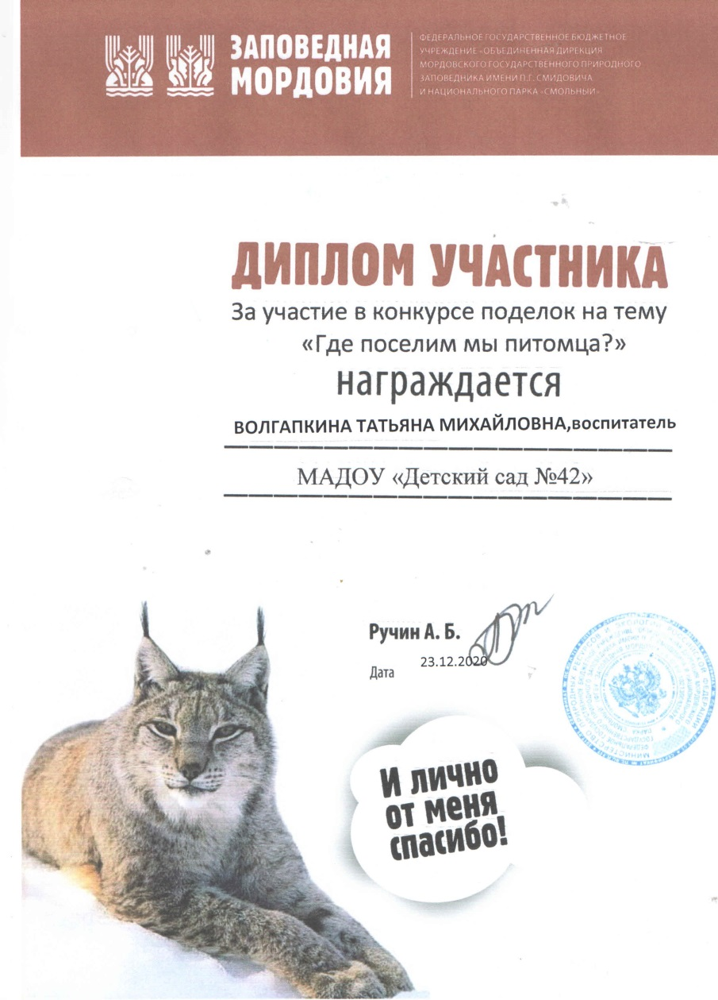 ЗАПОВЕДНАЯ
МОРДОВИЯ
ФЕДЕРАЛЬНОЕ ГОСУДАРСТВЕННОЕ БЮДЖЕТНОЕ
УЧРЕЖДЕНИЕ «ОБЪЕДИНЕННАЯ ДИРЕКЦИЯ
МОРДОВСКОГО ГОСУДАРСТВЕННОГО ПРИРОДНОГО
ЗАПОВЕДНИКА ИМЕНИ П.Г. СМИДОВИЧА
И НАЦИОНАЛЬНОГО ПАРКА «СМОЛЬНЫЙ»
ДИПЛОМ УЧАСТНИКА
За участие в конкурсе поделок на тему
«Где поселим мы питомца?»
награждается
ВОЛГАПКИНА ТАТЬЯНА МИХАЙЛОВНА,воспитатель
МАДОУ «Детский сад №42»
Ручин А. Б.
Дата 23.12.2020
И лично
от меня
спасибо!